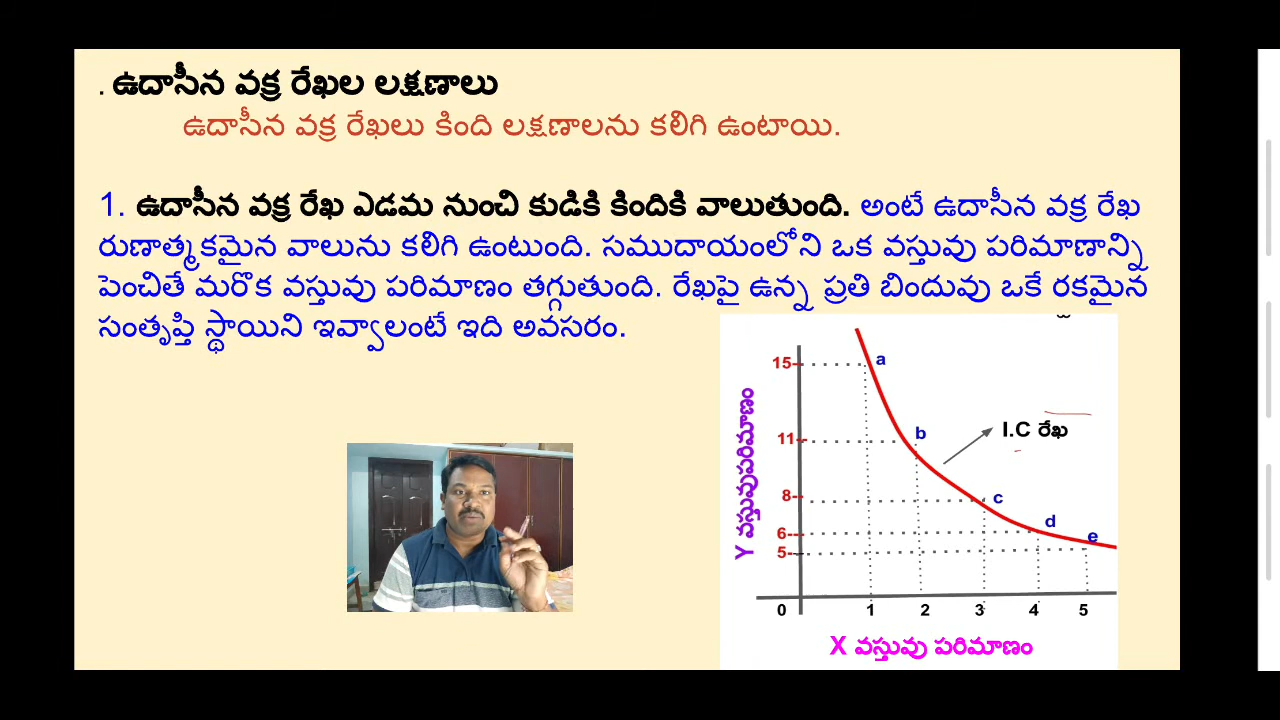 . ఉదాసీన వక్ర రేఖల లక్షణాలు
ఉదాసీన వక్ర రేఖలు కింది లక్షణాలను కలిగి ఉంటాయి.
1. ఉదాసీన వక్ర రేఖ ఎడమ నుంచి కుడికి కిందికి వాలుతుంది. అంటే ఉదాసీన వక్ర రేఖ
రుణాత్మకమైన వాలును కలిగి ఉంటుంది. సముదాయంలోని ఒక వస్తువు పరిమాణాన్ని
పెంచితే మరొక వస్తువు పరిమాణం తగ్గుతుంది. రేఖపై ఉన్న ప్రతి బిందువు ఒకే రకమైన
సంతృప్తి స్థాయిని ఇవ్వాలంటే ఇది అవసరం.
Y వస్తువుపరిమాణం
15
11
8
6
5
a
b
c
d
e
I.C రేఖ
0 1 2 3 4 5
X వస్తువు పరిమాణం